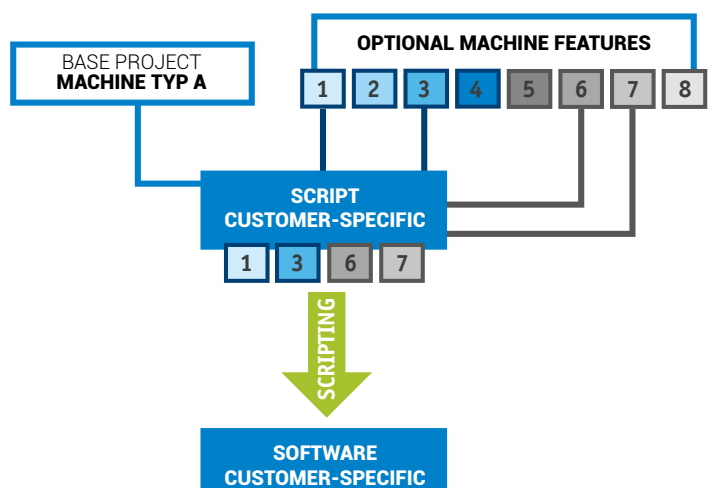 BASE PROJECT
MACHINE TYP A
OPTIONAL MACHINE FEATURES
1 2 3 4 5 6 7 8
SCRIPT
CUSTOMER-SPECIFIC
1 3 6 7
SCRIPTING
SOFTWARE
CUSTOMER-SPECIFIC